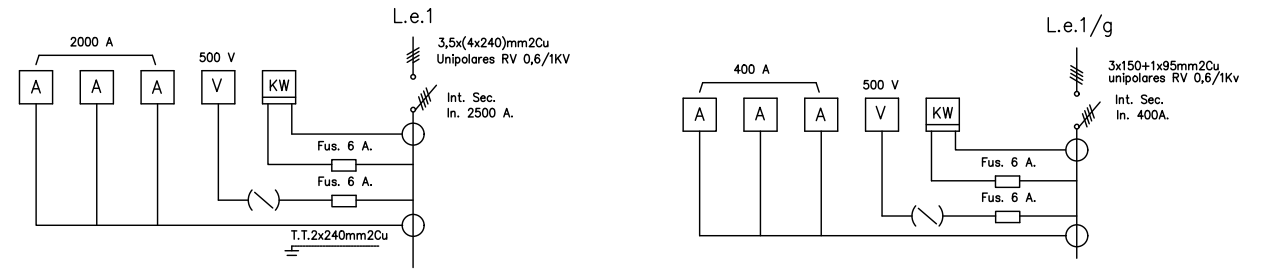 L.e.1
2000 A
3,5x(4x240)mm2Cu
Unipolares RV 0,6/1KV
500 V
A
A
A
V
KW
Int. Sec.
In. 2500 A.
Fus. 6 A.
Fus. 6 A.
T.T.2x240mm2Cu
L.e.1/g
400 A
3x150+1x95mm2Cu
unipolares RV 0,6/1Kv
500 V
A
A
A
V
KW
Int. Sec.
In. 400A.
Fus. 6 A.
Fus. 6 A.